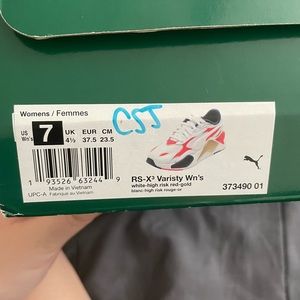 Womens / Femmes
US Wn's 7 UK 4½ EUR 37.5 CM 23.5
CSJ
1 93526 63244 9
UPC-A
Made in Vietnam
Fabriqué au Vietnam
RS-X³ Varisty Wn's
white-high risk red-gold
blanc-high risk rouge-or
373490 01